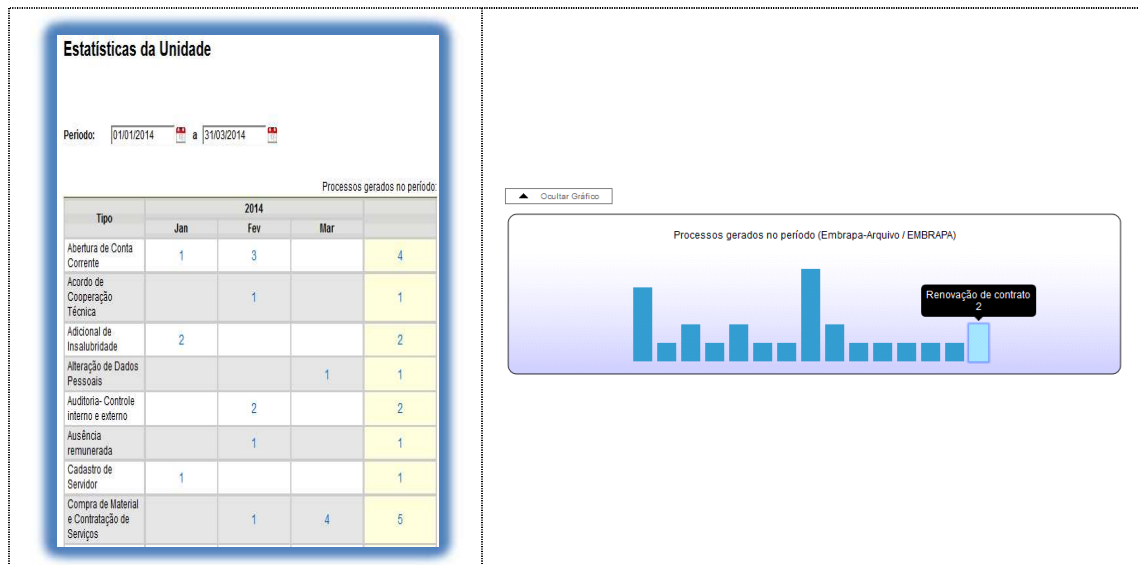 Estatísticas da Unidade
Período: 01/01/2014 a 31/03/2014
Processos gerados no período:
Tipo 2014
Jan Fev Mar
Abertura de Conta
Corrente 1 3 4
Acordo de
Cooperação
Técnica 1 1
Adicional de
Insalubridade 2 2
Alteração de Dados
Pessoais 1 1
Auditoria- Controle
interno e externo 2 2
Ausência
remunerada 1 1
Cadastro de
Servidor 1 1
Compra de Material
e Contratação de
Serviços 1 4 5
Ocultar Gráfico
Processos gerados no período (Embrapa-Arquivo / EMBRAPA)
Renovação de contrato
2